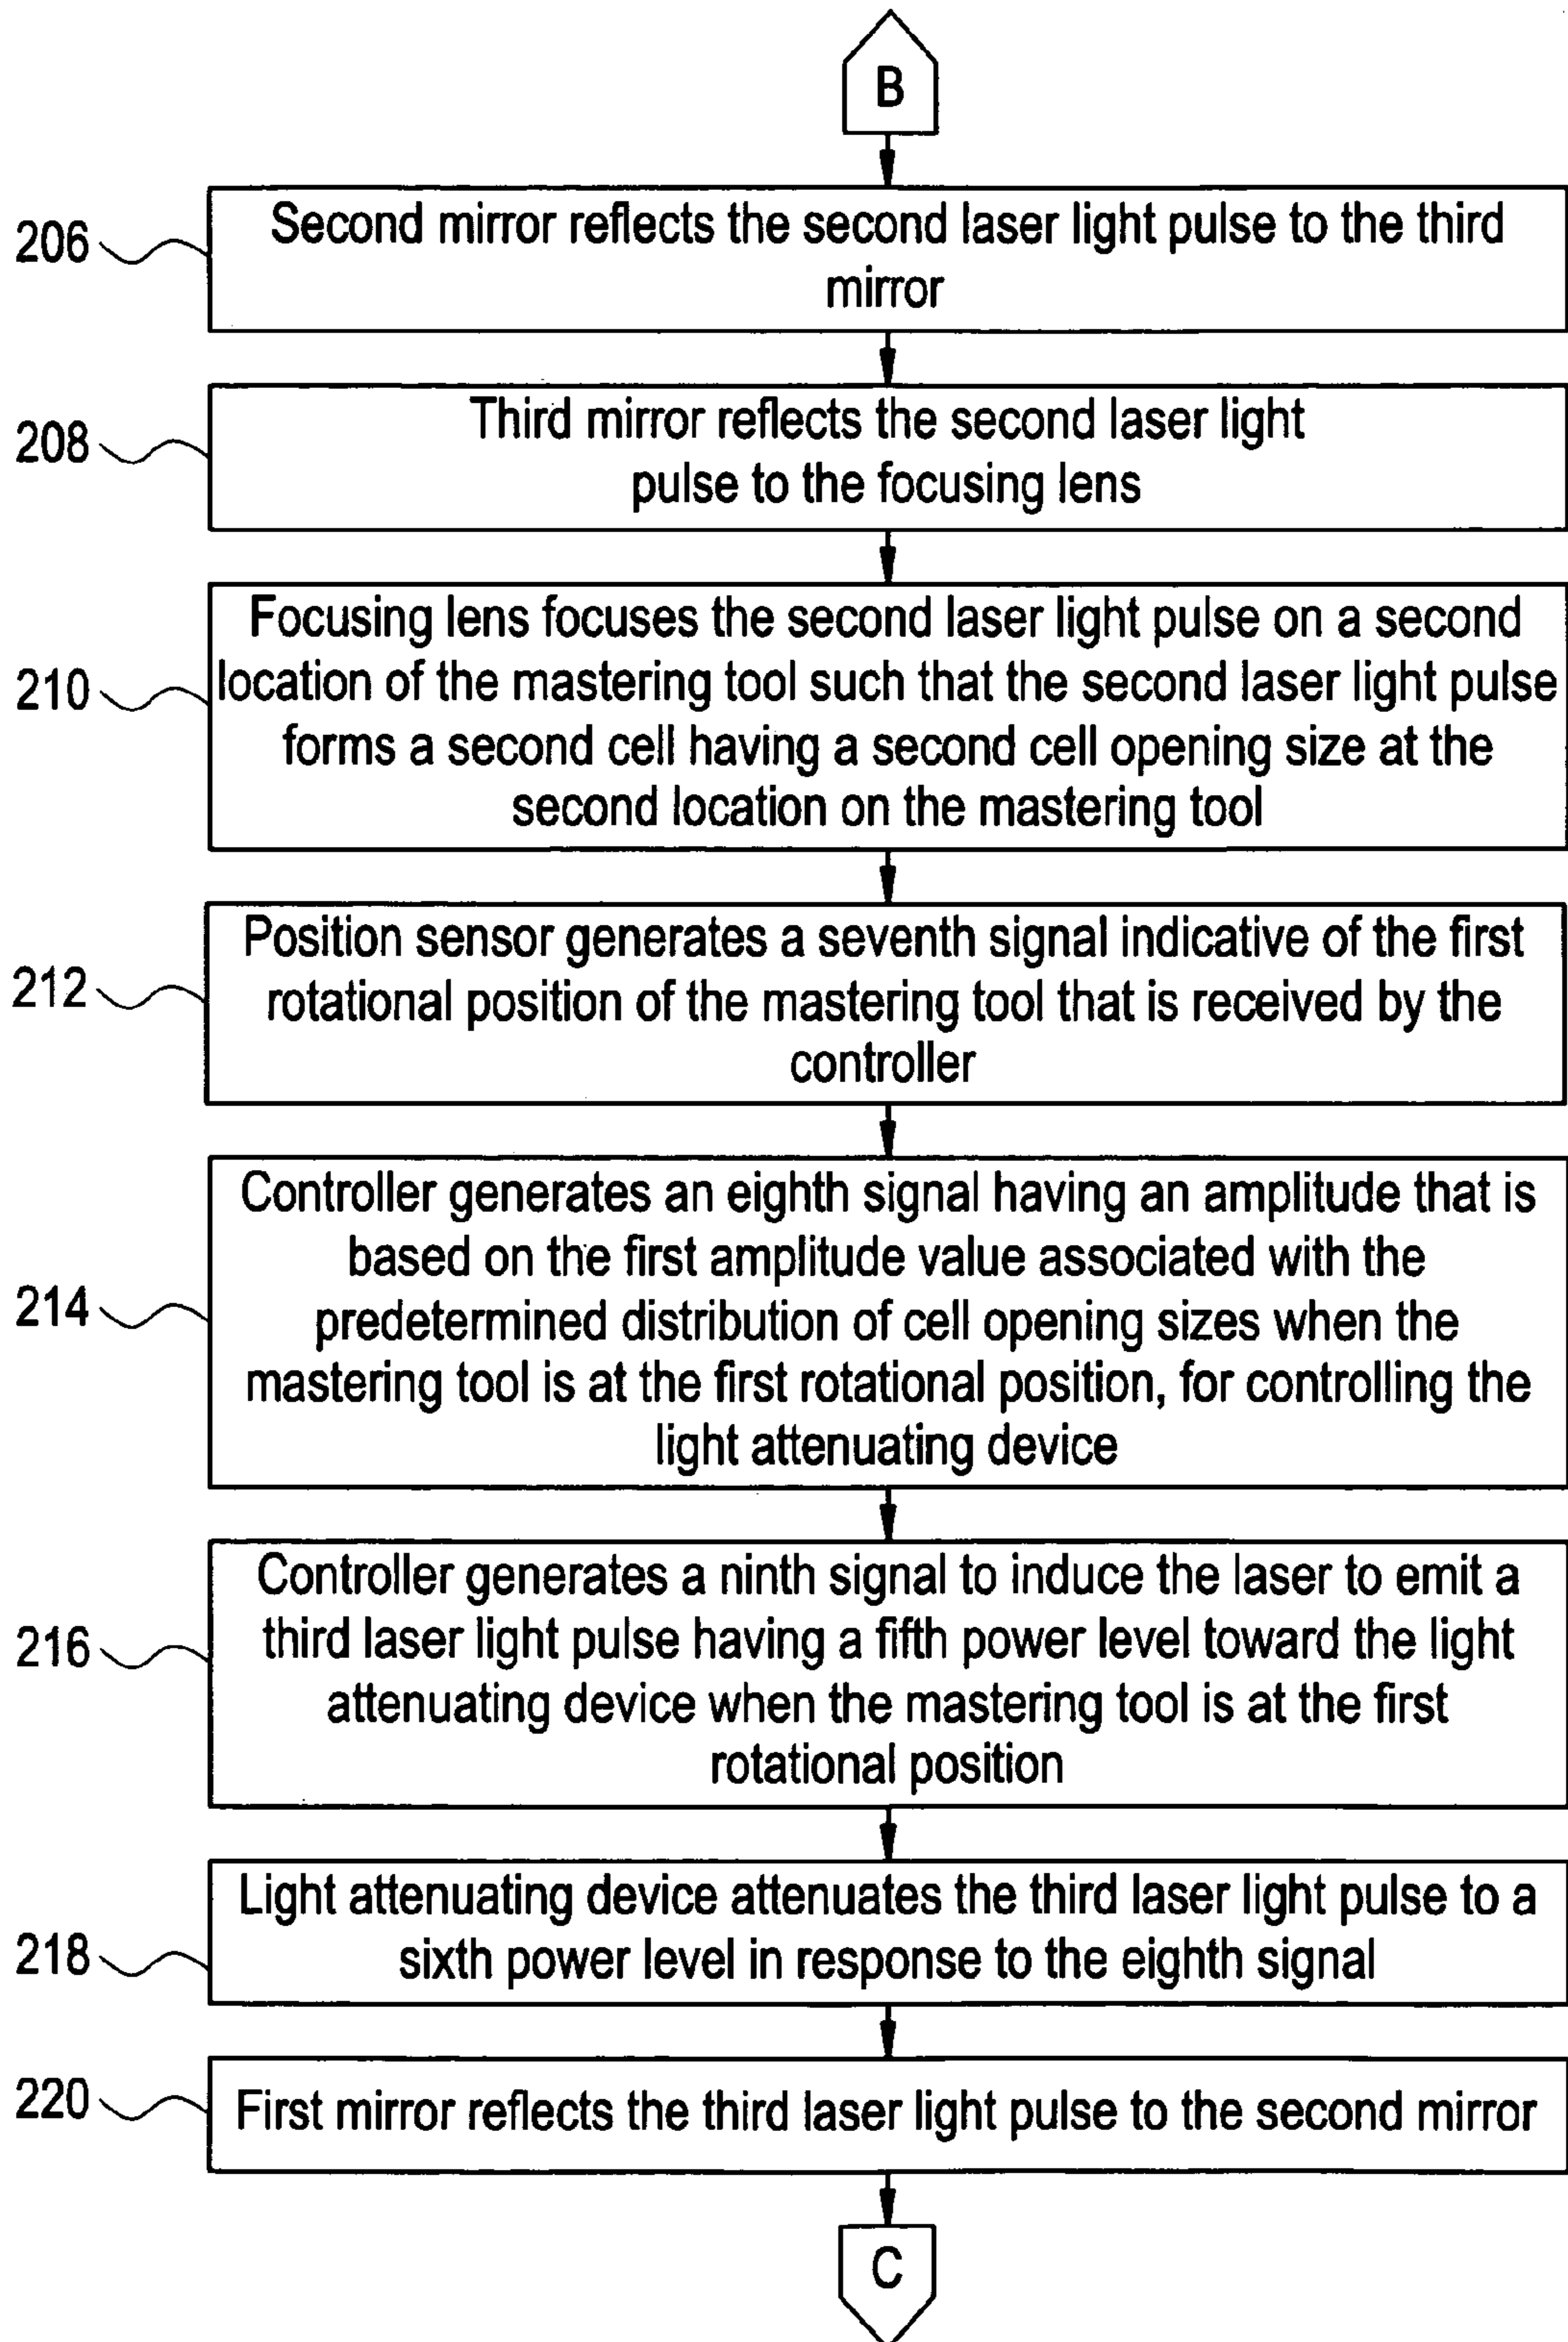 B
206
Second mirror reflects the second laser light pulse to the third
mirror
208
Third mirror reflects the second laser light
pulse to the focusing lens
210
Focusing lens focuses the second laser light pulse on a second
location of the mastering tool such that the second laser light pulse
forms a second cell having a second cell opening size at the
second location on the mastering tool
212
Position sensor generates a seventh signal indicative of the first
rotational position of the mastering tool that is received by the
controller
214
Controller generates an eighth signal having an amplitude that is
based on the first amplitude value associated with the
predetermined distribution of cell opening sizes when the
mastering tool is at the first rotational position, for controlling the
light attenuating device
216
Controller generates a ninth signal to induce the laser to emit a
third laser light pulse having a fifth power level toward the light
attenuating device when the mastering tool is at the first
rotational position
218
Light attenuating device attenuates the third laser light pulse to a
sixth power level in response to the eighth signal
220
First mirror reflects the third laser light pulse to the second mirror
C